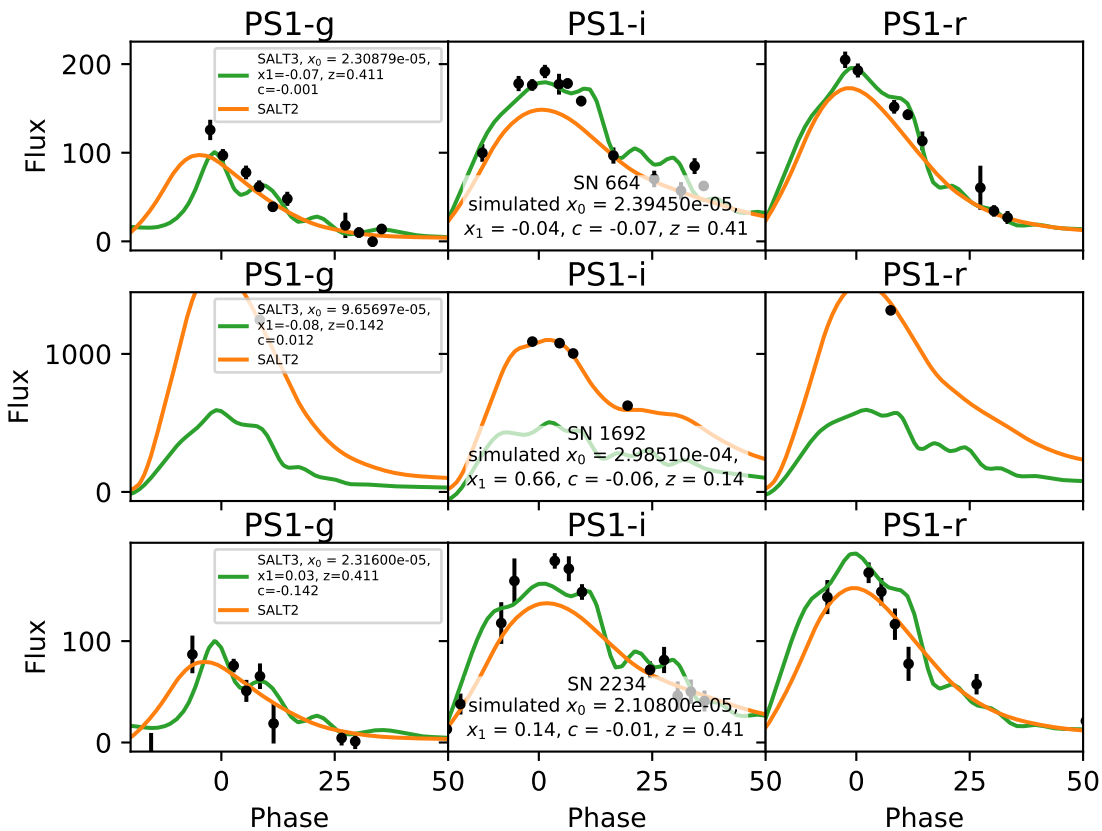 PS1-g PS1-i PS1-r
200
100
0
Flux
SALT3, x₀ = 2.30879e-05,
x1=-0.07, z=0.411
c=-0.001
SALT2
SN 664
simulated x₀ = 2.39450e-05,
x₁ = -0.04, c = -0.07, z = 0.41
PS1-g PS1-i PS1-r
1000
0
Flux
SALT3, x₀ = 9.65697e-05,
x1=-0.08, z=0.142
c=0.012
SALT2
SN 1692
simulated x₀ = 2.98510e-04,
x₁ = 0.66, c = -0.06, z = 0.14
PS1-g PS1-i PS1-r
100
0
Flux
SALT3, x₀ = 2.31600e-05,
x1=0.03, z=0.411
c=-0.142
SALT2
SN 2234
simulated x₀ = 2.10800e-05,
x₁ = 0.14, c = -0.01, z = 0.41
0 25 50 0 25 50 0 25 50
Phase Phase Phase